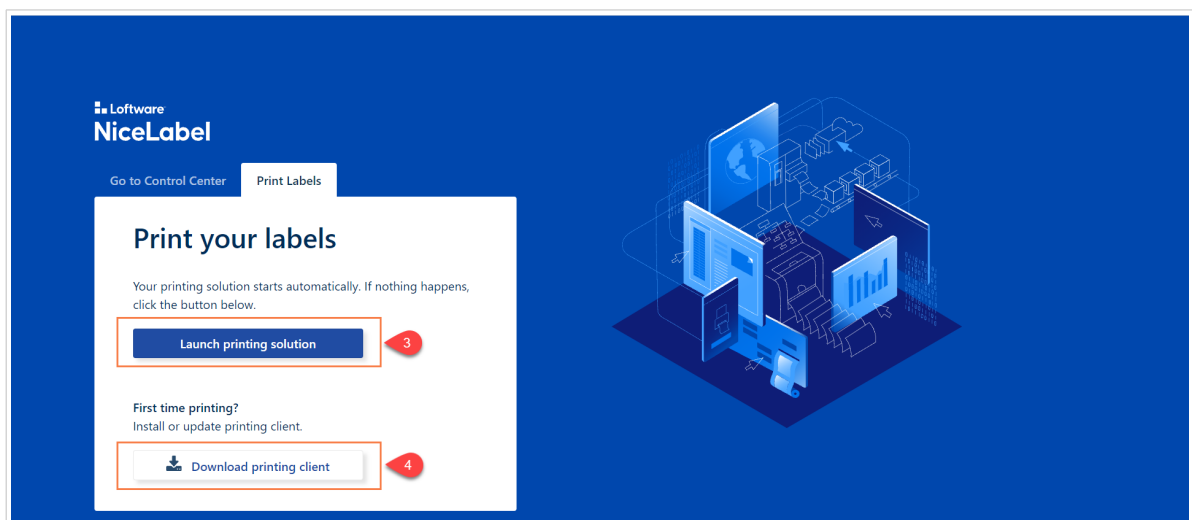 Loftware
NiceLabel
Go to Control Center
Print Labels
Print your labels
Your printing solution starts automatically. If nothing happens,
click the button below.
Launch printing solution
3
First time printing?
Install or update printing client.
Download printing client
4